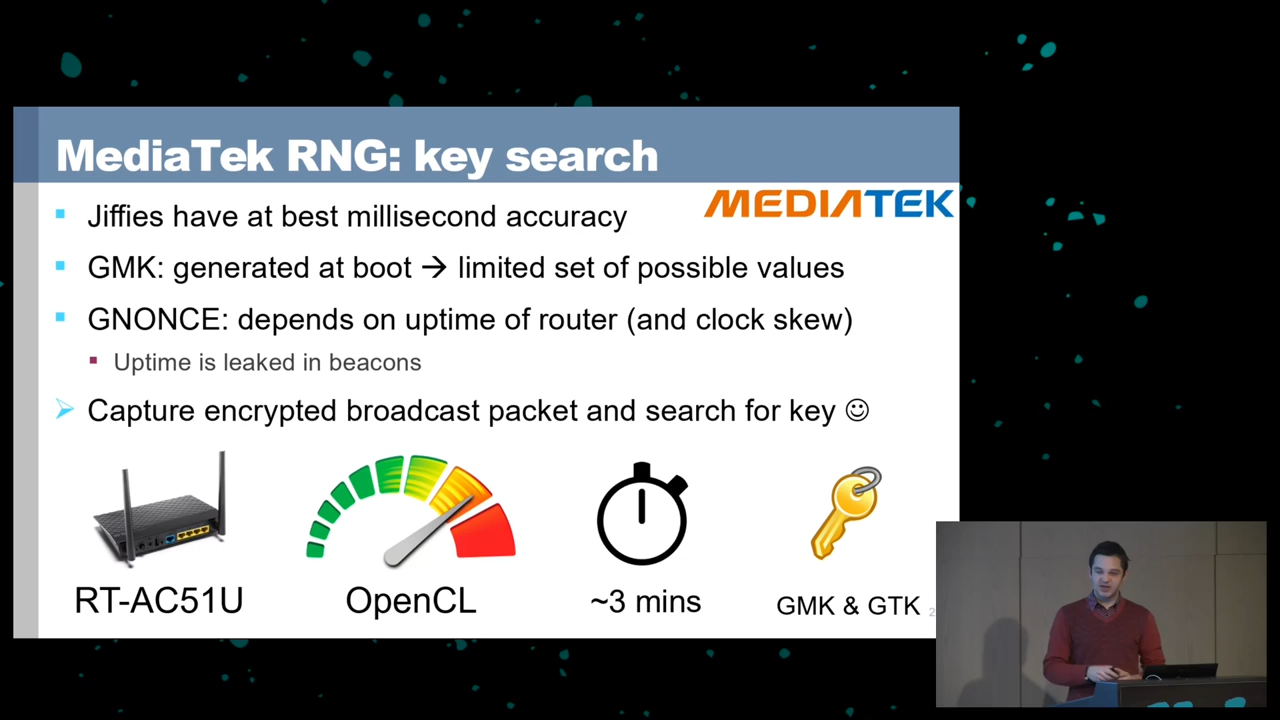 MediaTek RNG: key search
MEDIATEK
Jiffies have at best millisecond accuracy
GMK: generated at boot → limited set of possible values
GNONCE: depends on uptime of router (and clock skew)
Uptime is leaked in beacons
Capture encrypted broadcast packet and search for key ☺
RT-AC51U
OpenCL
~3 mins
GMK & GTK